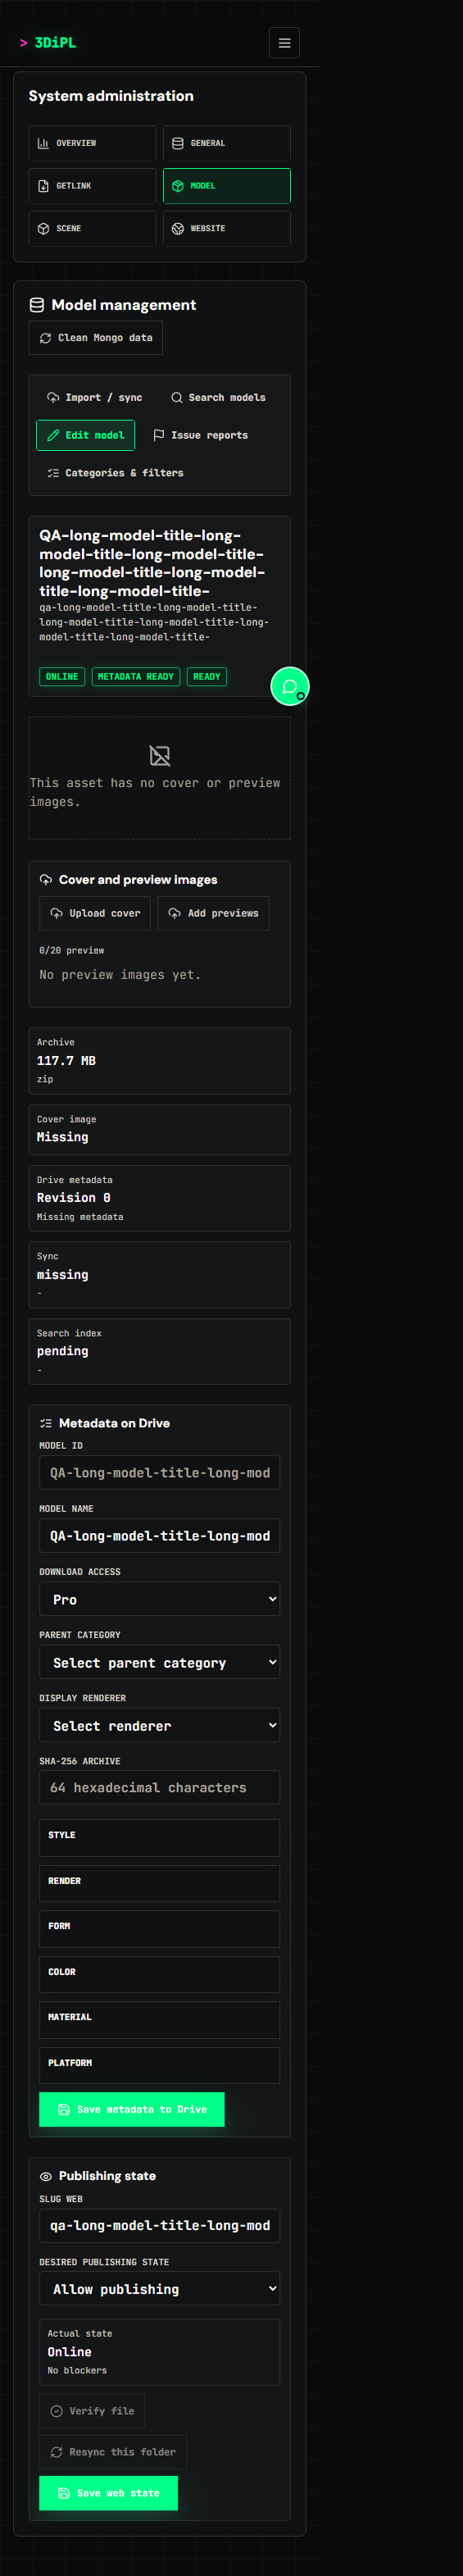 > 3DiPL
System administration
OVERVIEW
GENERAL
GETLINK
MODEL
SCENE
WEBSITE
Model management
Clean Mongo data
Import / sync
Search models
Edit model
Issue reports
Categories & filters
QA-long-model-title-long-
model-title-long-model-title-
long-model-title-long-model-
title-long-model-title-
qa-long-model-title-long-model-title-
long-model-title-long-model-title-long-
model-title-long-model-title-
ONLINE
METADATA READY
READY
This asset has no cover or preview
images.
Cover and preview images
Upload cover
Add previews
0/20 preview
No preview images yet.
Archive
117.7 MB
zip
Cover image
Missing
Drive metadata
Revision 0
Missing metadata
Sync
missing
-
Search index
pending
-
Metadata on Drive
MODEL ID
QA-long-model-title-long-mod
MODEL NAME
QA-long-model-title-long-mod
DOWNLOAD ACCESS
Pro
PARENT CATEGORY
Select parent category
DISPLAY RENDERER
Select renderer
SHA-256 ARCHIVE
64 hexadecimal characters
STYLE
RENDER
FORM
COLOR
MATERIAL
PLATFORM
Save metadata to Drive
Publishing state
SLUG WEB
qa-long-model-title-long-mod
DESIRED PUBLISHING STATE
Allow publishing
Actual state
Online
No blockers
Verify file
Resync this folder
Save web state